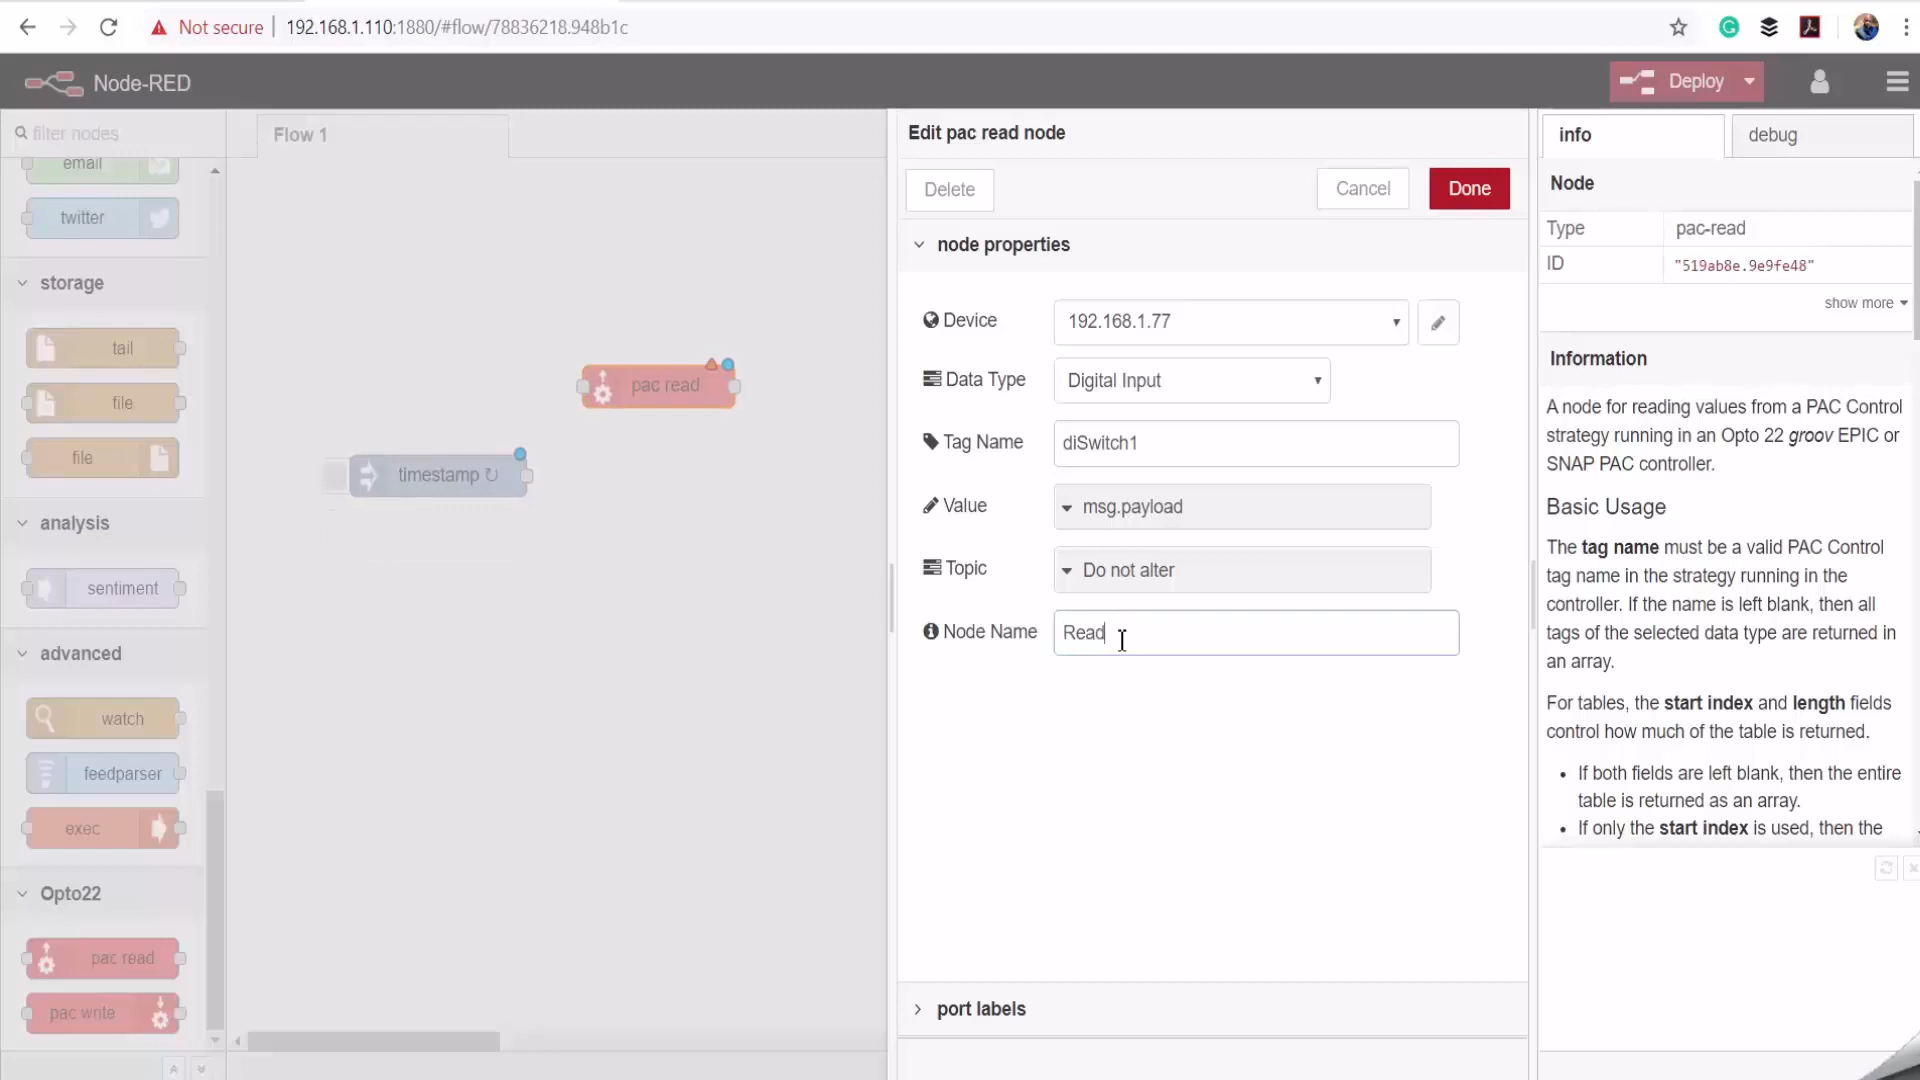 Not secure
192.168.1.110:1880/#flow/78836218.948b1c
Node-RED
Deploy
filter nodes
email
twitter
storage
tail
file
file
analysis
sentiment
advanced
watch
feedparser
exec
Opto22
pac read
pac write
Flow 1
pac read
timestamp ↻
Edit pac read node
Delete
Cancel
Done
node properties
Device
192.168.1.77
Data Type
Digital Input
Tag Name
diSwitch1
Value
msg.payload
Topic
Do not alter
Node Name
Read
port labels
info
debug
Node
Type
pac-read
ID
"519ab8e.9e9fe48"
show more
Information
A node for reading values from a PAC Control
strategy running in an Opto 22 groov EPIC or
SNAP PAC controller.
Basic Usage
The tag name must be a valid PAC Control
tag name in the strategy running in the
controller. If the name is left blank, then all
tags of the selected data type are returned in
an array.
For tables, the start index and length fields
control how much of the table is returned.
• If both fields are left blank, then the entire
table is returned as an array.
• If only the start index is used, then the